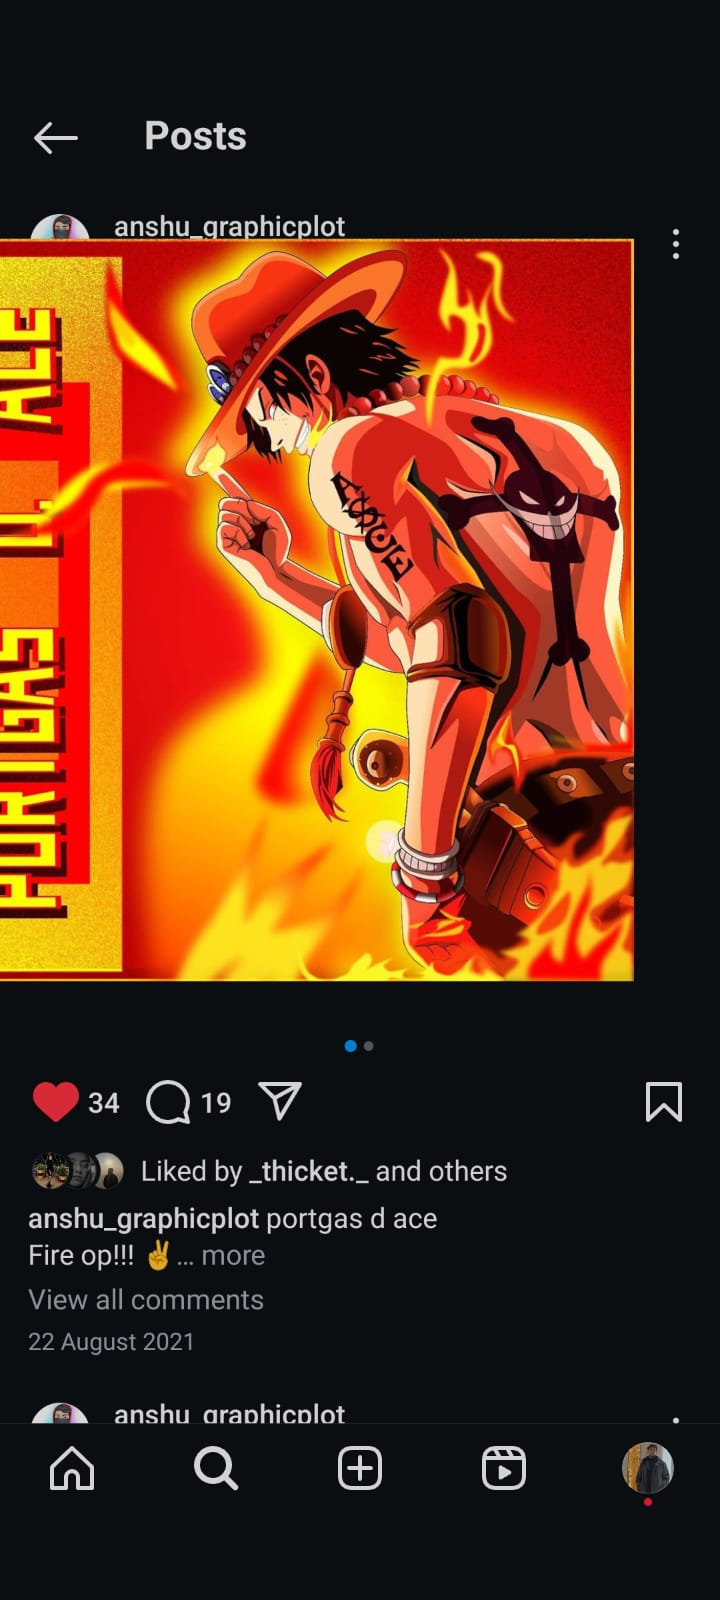 Posts
anshu_graphicplot
PORTGAS D. ACE
ASCE
34
19
Liked by _thicket._ and others
anshu_graphicplot portgas d ace
Fire op!!! ✌️... more
View all comments
22 August 2021
anshu_graphicplot